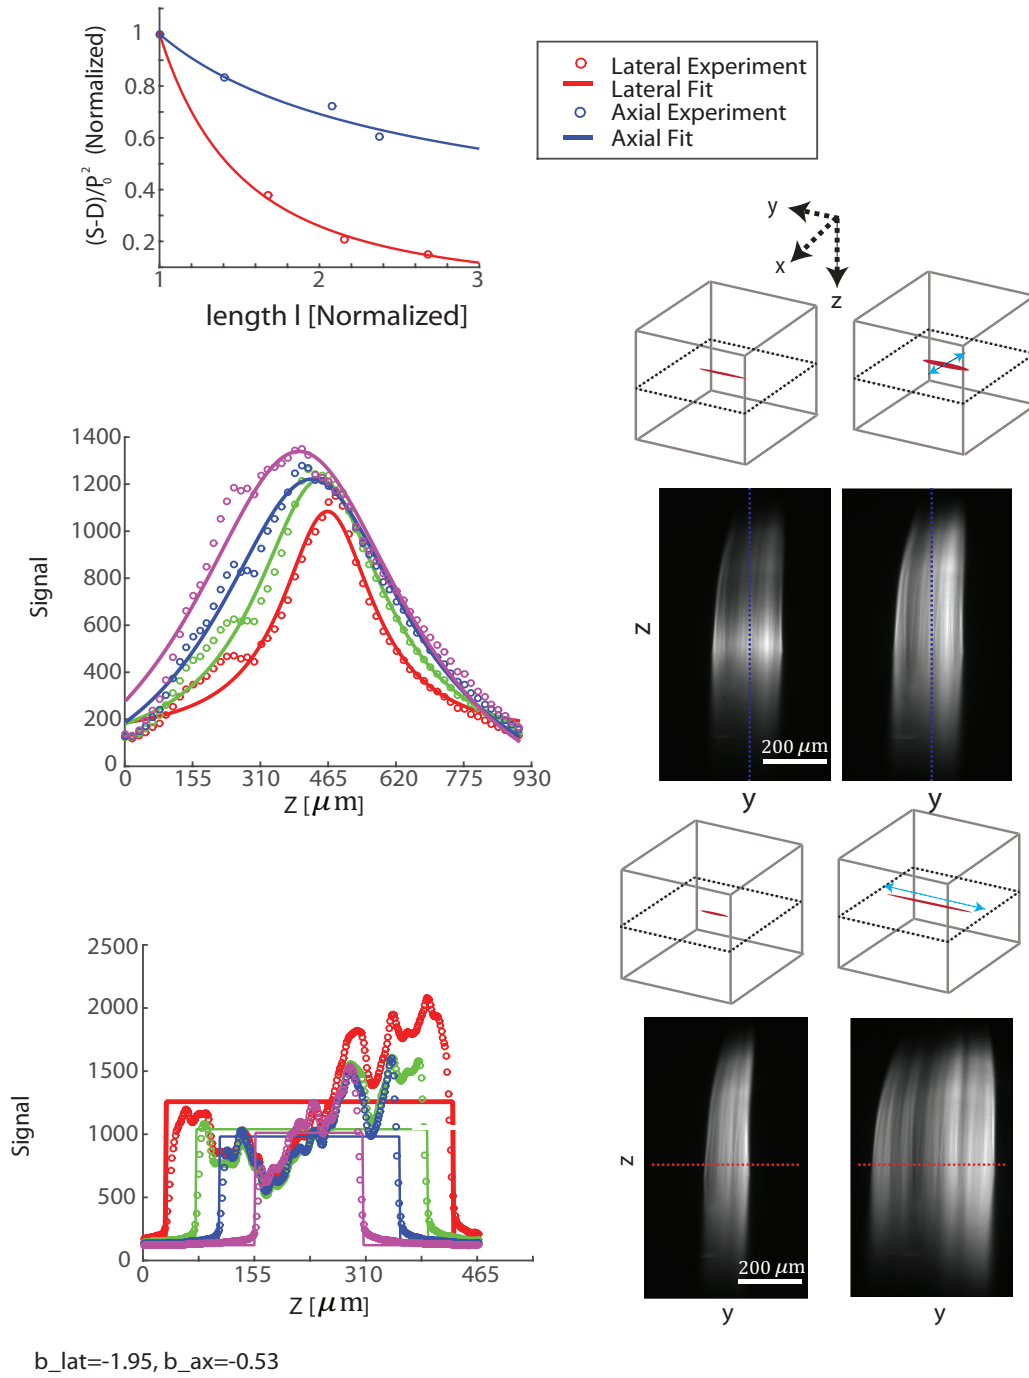 1
0.8
0.6
0.4
0.2
(S-D)/P₀² (Normalized)
1
2
3
length l [Normalized]
Lateral Experiment
Lateral Fit
Axial Experiment
Axial Fit
y
x
z
1400
1200
1000
800
600
400
200
0
Signal
0
155
310
465
620
775
930
Z [μm]
z
200 μm
y
y
2500
2000
1500
1000
500
0
Signal
0
155
310
465
Z [μm]
z
200 μm
y
y
b_lat=-1.95, b_ax=-0.53